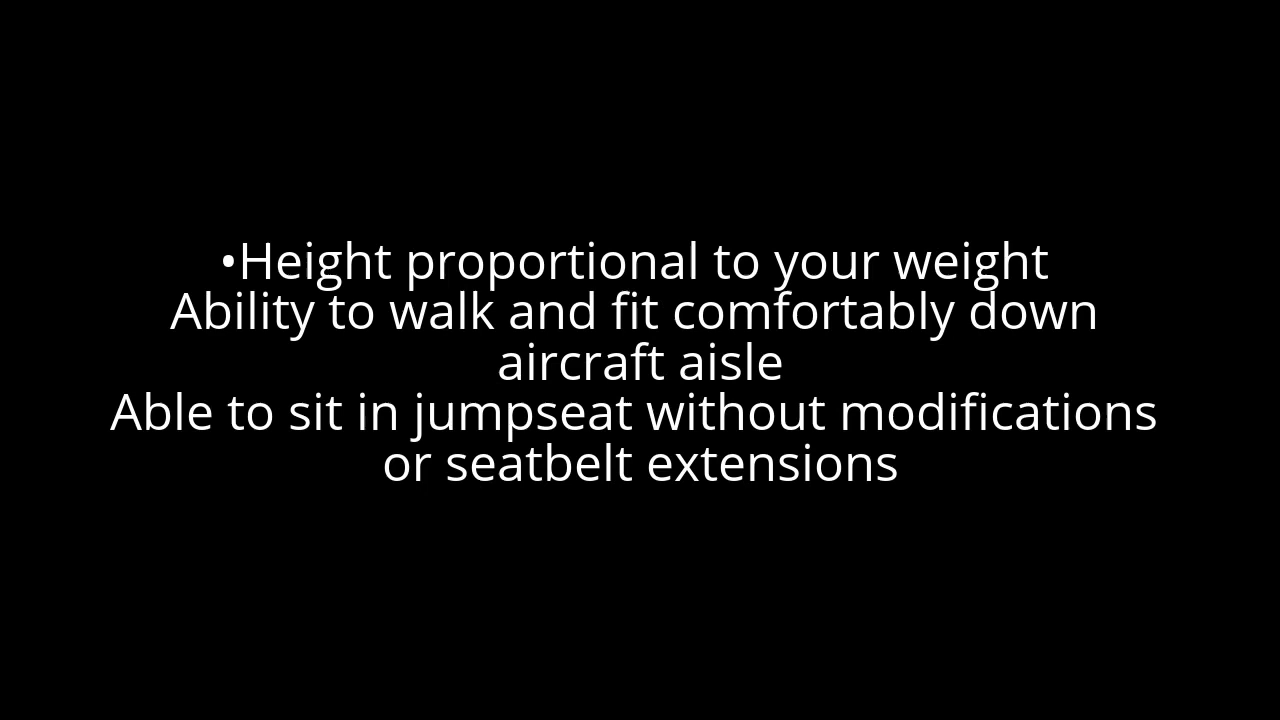 •Height proportional to your weight
Ability to walk and fit comfortably down
aircraft aisle
Able to sit in jumpseat without modifications
or seatbelt extensions